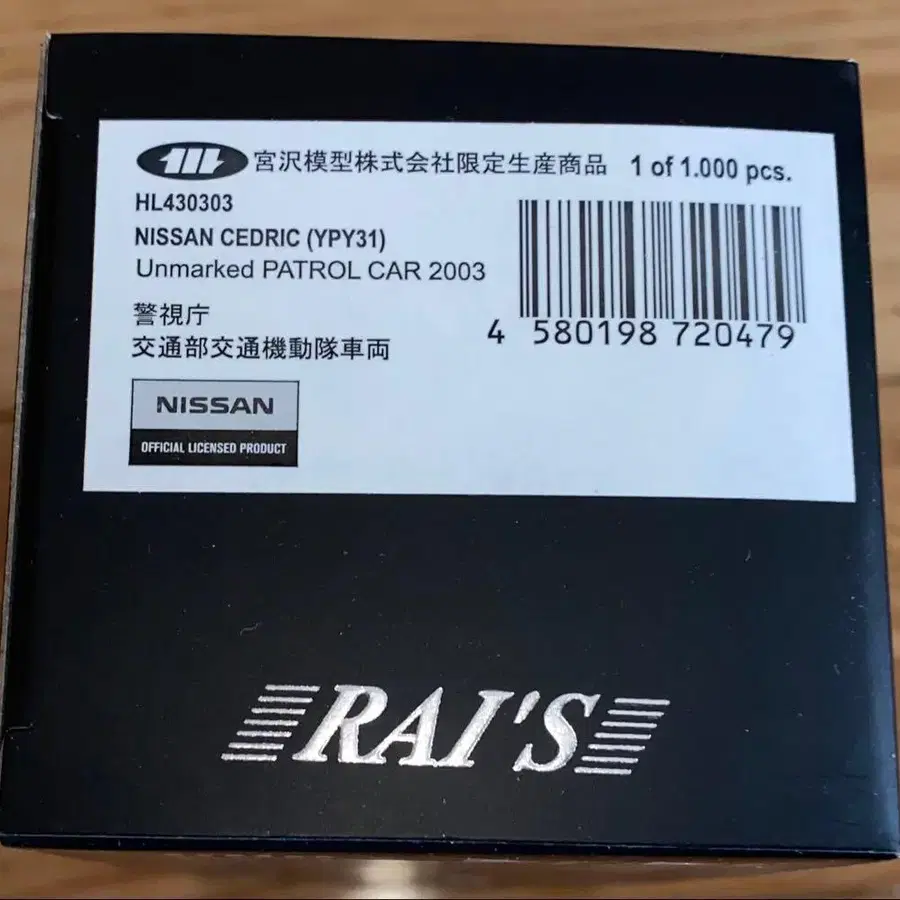 宮沢模型株式会社限定生産商品 1 of 1.000 pcs.
HL430303
NISSAN CEDRIC (YPY31)
Unmarked PATROL CAR 2003
警視庁
交通部交通機動隊車両
4 580198 720479
NISSAN
OFFICIAL LICENSED PRODUCT
RAI'S